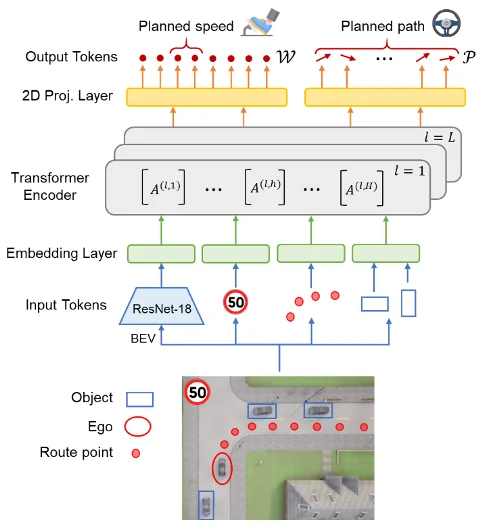 Planned speed
Planned path
Output Tokens
𝒲
...
𝒫
2D Proj. Layer
l = L
Transformer
Encoder
l = 1
[A^(l,1)] ... [A^(l,h)] ... [A^(l,H)]
Embedding Layer
Input Tokens
ResNet-18
50
BEV
Object
Ego
Route point
50